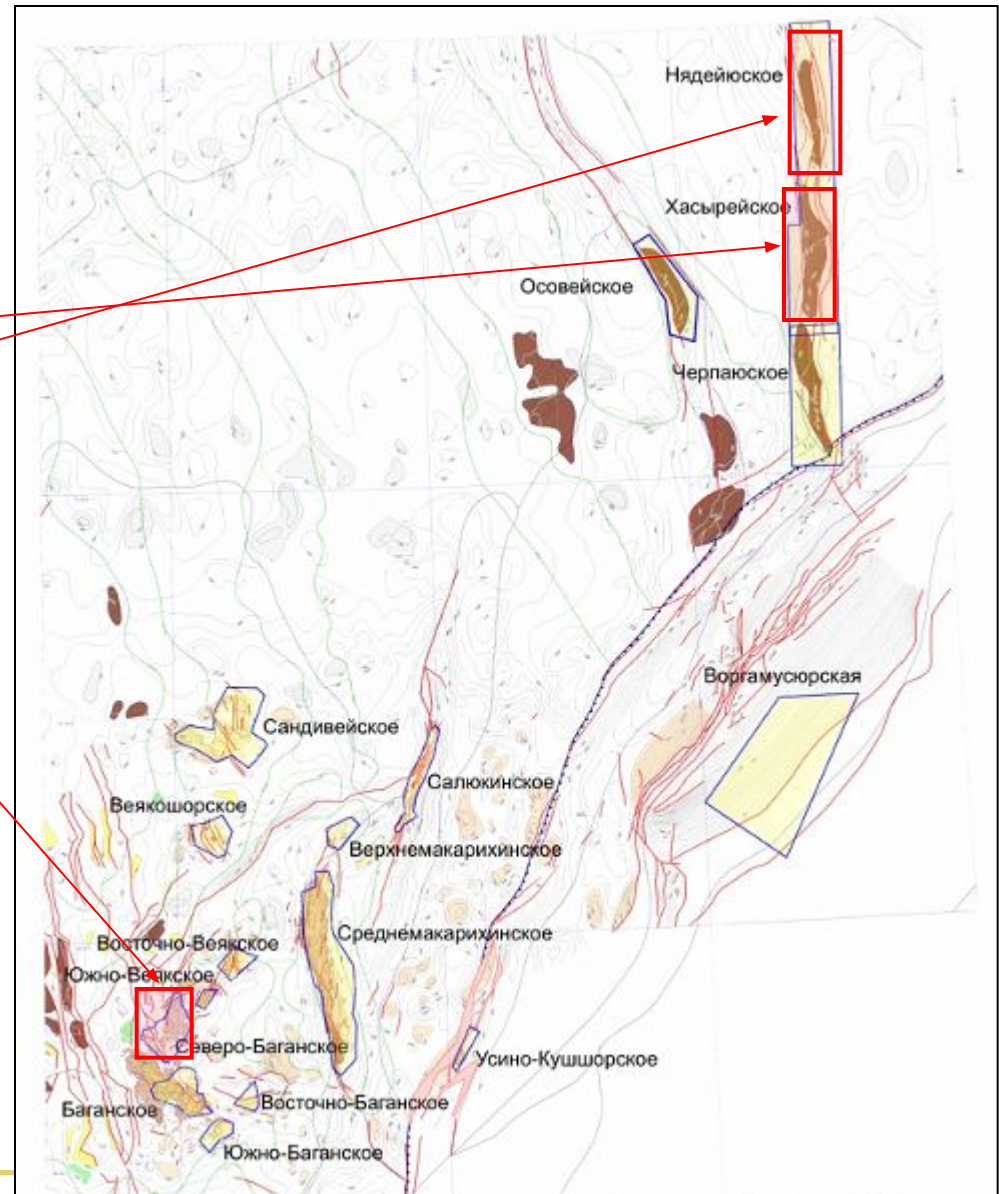 Нядейюское
Хасырейское
Осовейское
Черпаюское
Воргамусюрская
Сандивейское
Салюкинское
Веякошорское
Верхнемакарихинское
Среднемакарихинское
Восточно-Веякское
Южно-Веякское
Северо-Баганское
Усино-Кушшорское
Баганское
Восточно-Баганское
Южно-Баганское